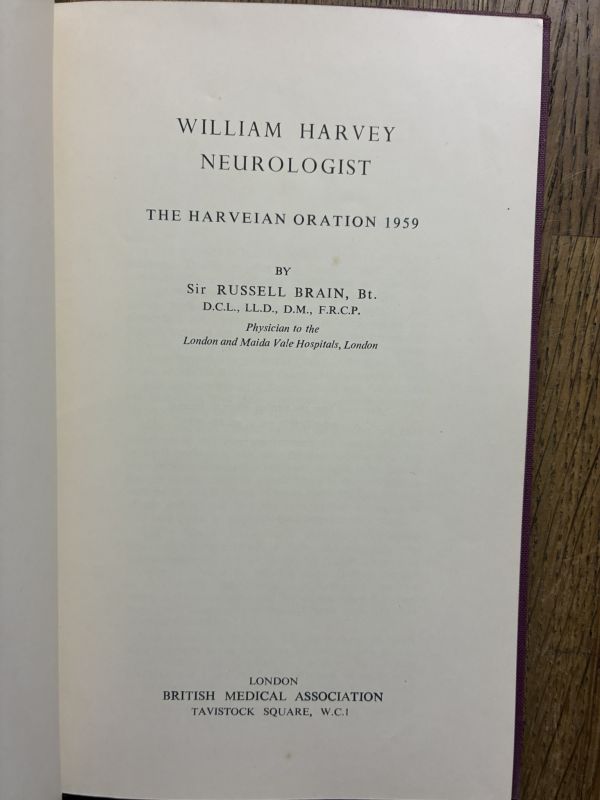 WILLIAM HARVEY
NEUROLOGIST
THE HARVEIAN ORATION 1959
BY
Sir RUSSELL BRAIN, Bt.
D.C.L., LL.D., D.M., F.R.C.P.
Physician to the
London and Maida Vale Hospitals, London
LONDON
BRITISH MEDICAL ASSOCIATION
TAVISTOCK SQUARE, W.C.1